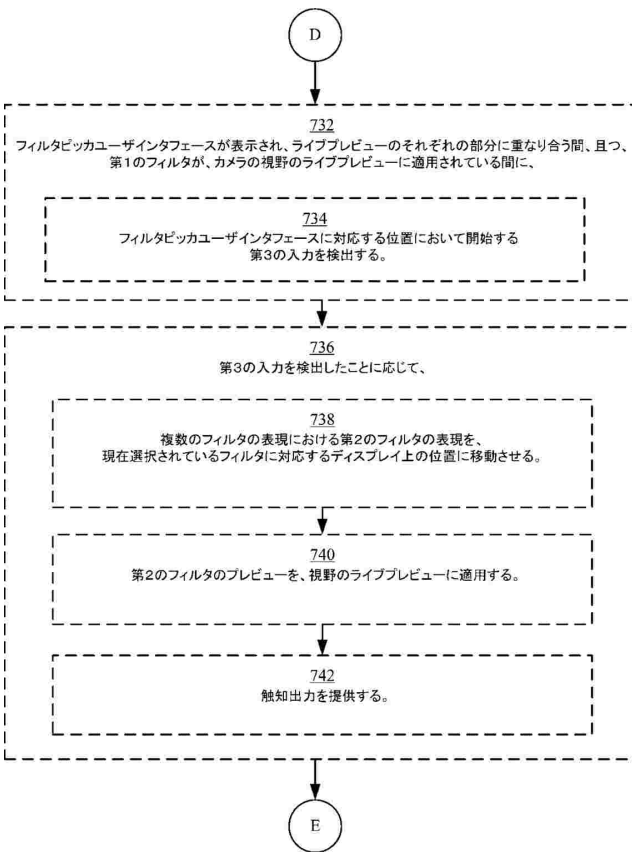 D
732
フィルタピッカユーザインタフェースが表示され、ライブプレビューのそれぞれの部分に重なり合う間、且つ、
第1のフィルタが、カメラの視野のライブプレビューに適用されている間に、
734
フィルタピッカユーザインタフェースに対応する位置において開始する
第3の入力を検出する。
736
第3の入力を検出したことに応じて、
738
複数のフィルタの表現における第2のフィルタの表現を、
現在選択されているフィルタに対応するディスプレイ上の位置に移動させる。
740
第2のフィルタのプレビューを、視野のライブプレビューに適用する。
742
触知出力を提供する。
E